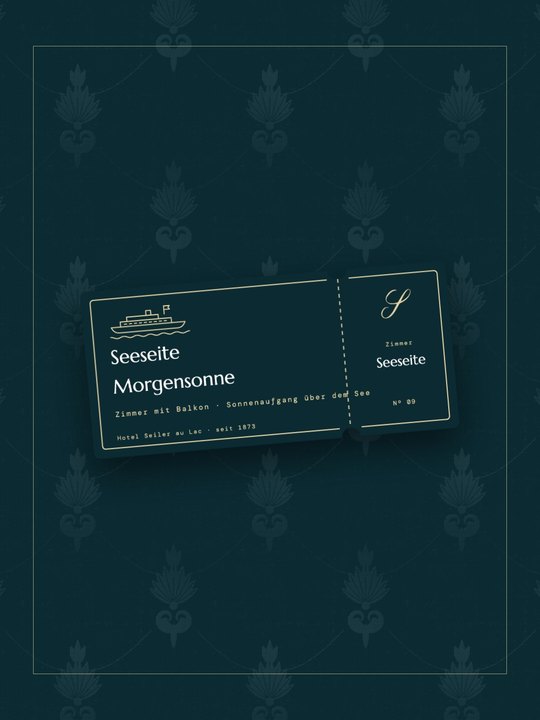 Seeseite
Morgensonne
Zimmer mit Balkon · Sonnenaufgang über dem See
Hotel Seiler au Lac · seit 1873
S
Zimmer
Seeseite
Nº 09